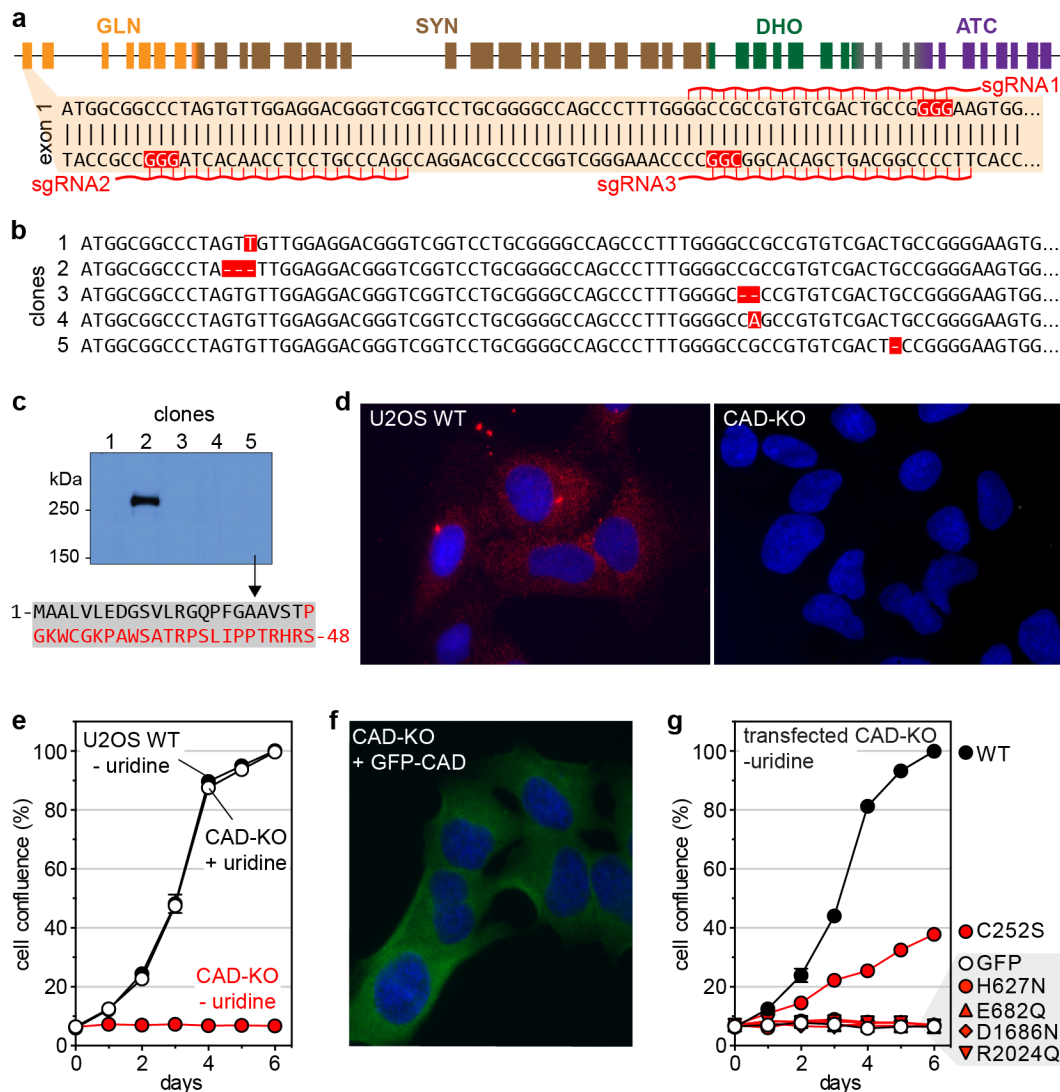 a
GLN SYN DHO ATC
exon 1
sgRNA1
ATGGCGGCCCTAGTGTTGGAGGACGGGTCGGTCCTGCGGGGCCAGCCCTTTGGGGCCGCCGTGTCGACTGCCGGGGAAGTGG...
TACCGCCGGGATCACAACCTCCTGCCCAGCCAGGACGCCCCGGTCGGGAAACCCCGGCGGCACAGCTGACGGCCCCTTCACC...
sgRNA2 sgRNA3
b
clones
1 ATGGCGGCCCTAGTTGTTGGAGGACGGGTCGGTCCTGCGGGGCCAGCCCTTTGGGGCCGCCGTGTCGACTGCCGGGGAAGTG...
2 ATGGCGGCCCTA---TTGGAGGACGGGTCGGTCCTGCGGGGCCAGCCCTTTGGGGCCGCCGTGTCGACTGCCGGGGAAGTGG...
3 ATGGCGGCCCTAGTGTTGGAGGACGGGTCGGTCCTGCGGGGCCAGCCCTTTGGGGC--CCGTGTCGACTGCCGGGGAAGTGG...
4 ATGGCGGCCCTAGTGTTGGAGGACGGGTCGGTCCTGCGGGGCCAGCCCTTTGGGGCCAGCCGTGTCGACTGCCGGGGAAGTG...
5 ATGGCGGCCCTAGTGTTGGAGGACGGGTCGGTCCTGCGGGGCCAGCCCTTTGGGGCCGCCGTGTCGACT-CCGGGGAAGTGG...
c
clones
1 2 3 4 5
kDa
250
150
1-MAALVLEDGSVLRGQPFGAAVSTP
GKWCGKPAWSATRPSLIPPTRHRS-48
d
U2OS WT
CAD-KO
e
U2OS WT
- uridine
CAD-KO
+ uridine
CAD-KO
- uridine
cell confluence (%)
100
80
60
40
20
0
0 2 4 6
days
f
CAD-KO
+ GFP-CAD
g
transfected CAD-KO
-uridine
cell confluence (%)
100
80
60
40
20
0
0 2 4 6
days
WT
C252S
GFP
H627N
E682Q
D1686N
R2024Q